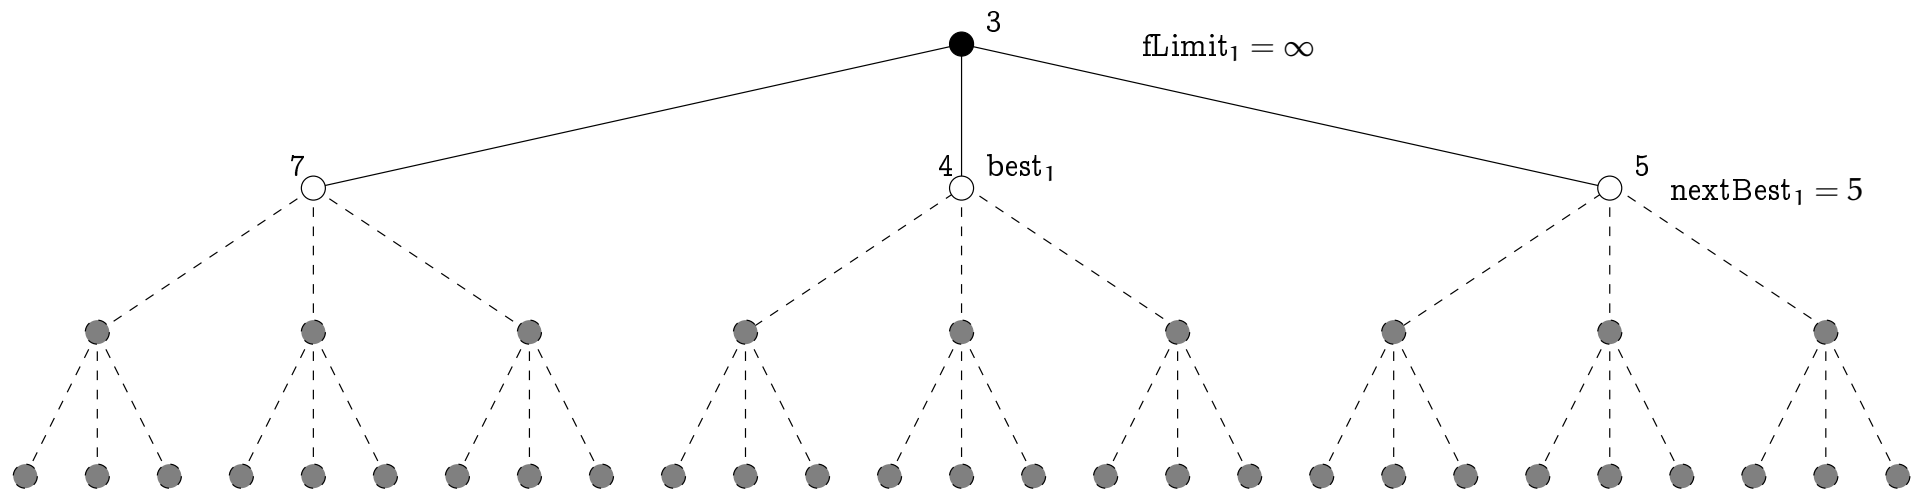 3
fLimit₁ = ∞
7
4 best₁
5
nextBest₁ = 5